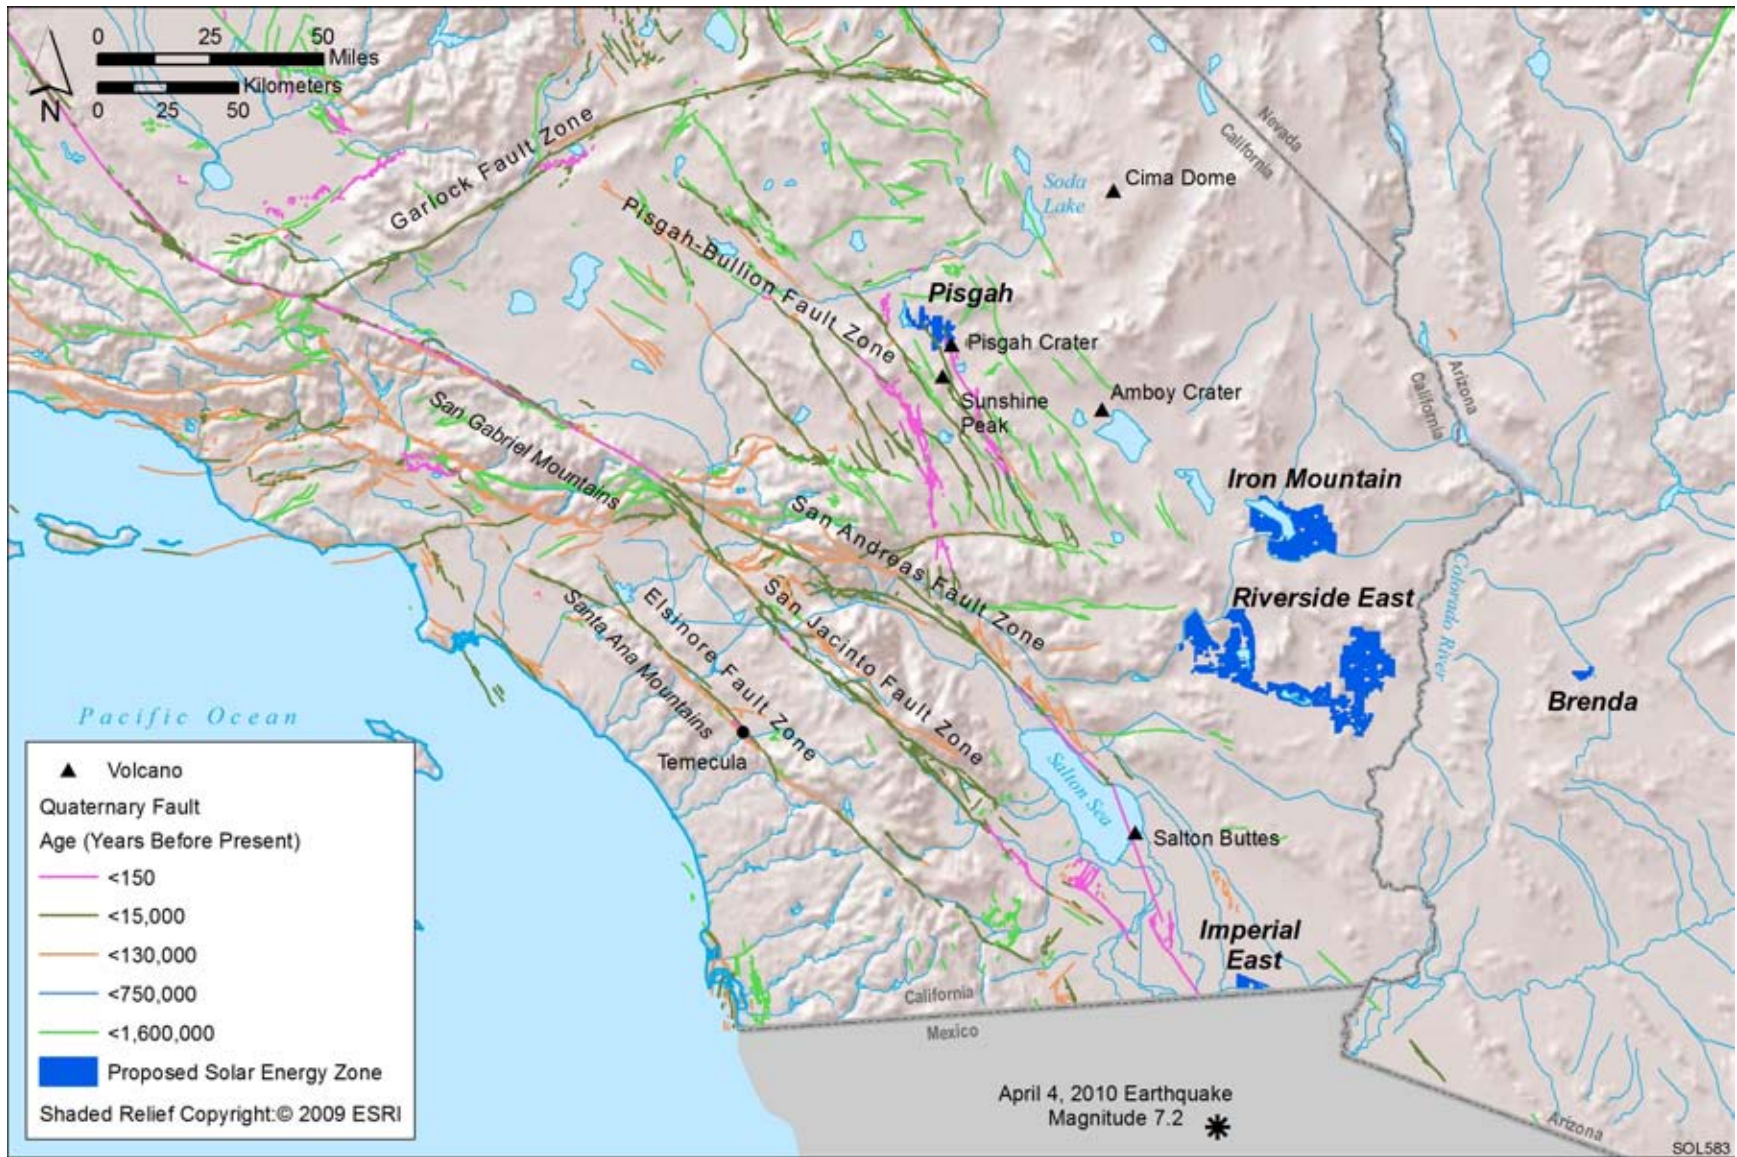 0 25 50
Miles
Kilometers
0 25 50
N
Garlock Fault Zone
Nevada
California
Cima Dome
Soda
Lake
Pisgah-Bullion Fault Zone
Pisgah
Pisgah Crater
Sunshine
Peak
Amboy Crater
Arizona
California
San Gabriel Mountains
Iron Mountain
San Andreas Fault Zone
Colorado River
Riverside East
San Jacinto Fault Zone
Elsinore Fault Zone
Santa Ana Mountains
Brenda
Pacific Ocean
Temecula
Salton Sea
Salton Buttes
Imperial
East
California
Mexico
April 4, 2010 Earthquake
Magnitude 7.2
Arizona
SOL583
Volcano
Quaternary Fault
Age (Years Before Present)
<150
<15,000
<130,000
<750,000
<1,600,000
Proposed Solar Energy Zone
Shaded Relief Copyright:© 2009 ESRI